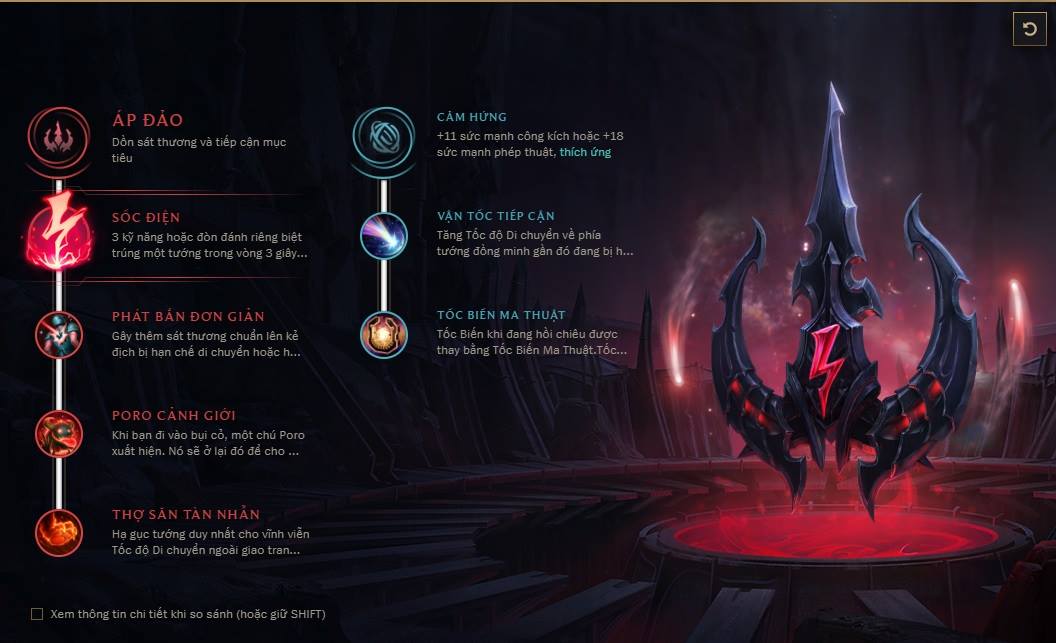 ÁP ĐẢO
Dồn sát thương và tiếp cận mục
tiêu
SỐC ĐIỆN
3 kỹ năng hoặc đòn đánh riêng biệt
trúng một tướng trong vòng 3 giây...
PHÁT BẮN ĐƠN GIẢN
Gây thêm sát thương chuẩn lên kẻ
địch bị hạn chế di chuyển hoặc h...
PORO CẢNH GIỚI
Khi bạn đi vào bụi cỏ, một chú Poro
xuất hiện. Nó sẽ ở lại đó để cho ...
THỢ SĂN TÀN NHẪN
Hạ gục tướng duy nhất cho vĩnh viễn
Tốc độ Di chuyển ngoài giao tran...
CẢM HỨNG
+11 sức mạnh công kích hoặc +18
sức mạnh phép thuật, thích ứng
VẬN TỐC TIẾP CẬN
Tăng Tốc độ Di chuyển về phía
tướng đồng minh gần đó đang bị h...
TỐC BIẾN MA THUẬT
Tốc Biến khi đang hồi chiêu được
thay bằng Tốc Biến Ma Thuật.Tốc...
Xem thông tin chi tiết khi so sánh (hoặc giữ SHIFT)